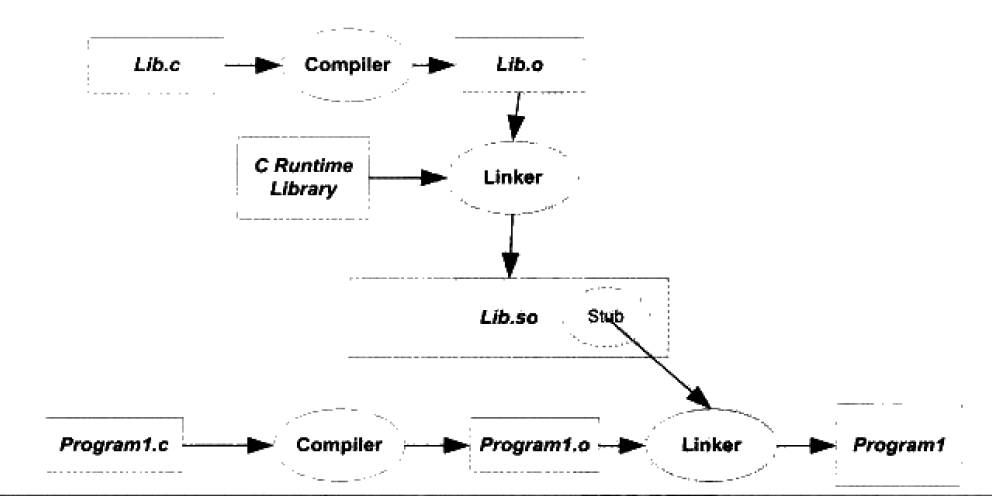 Lib.c
Compiler
Lib.o
C Runtime
Library
Linker
Lib.so
Stub
Program1.c
Compiler
Program1.o
Linker
Program1